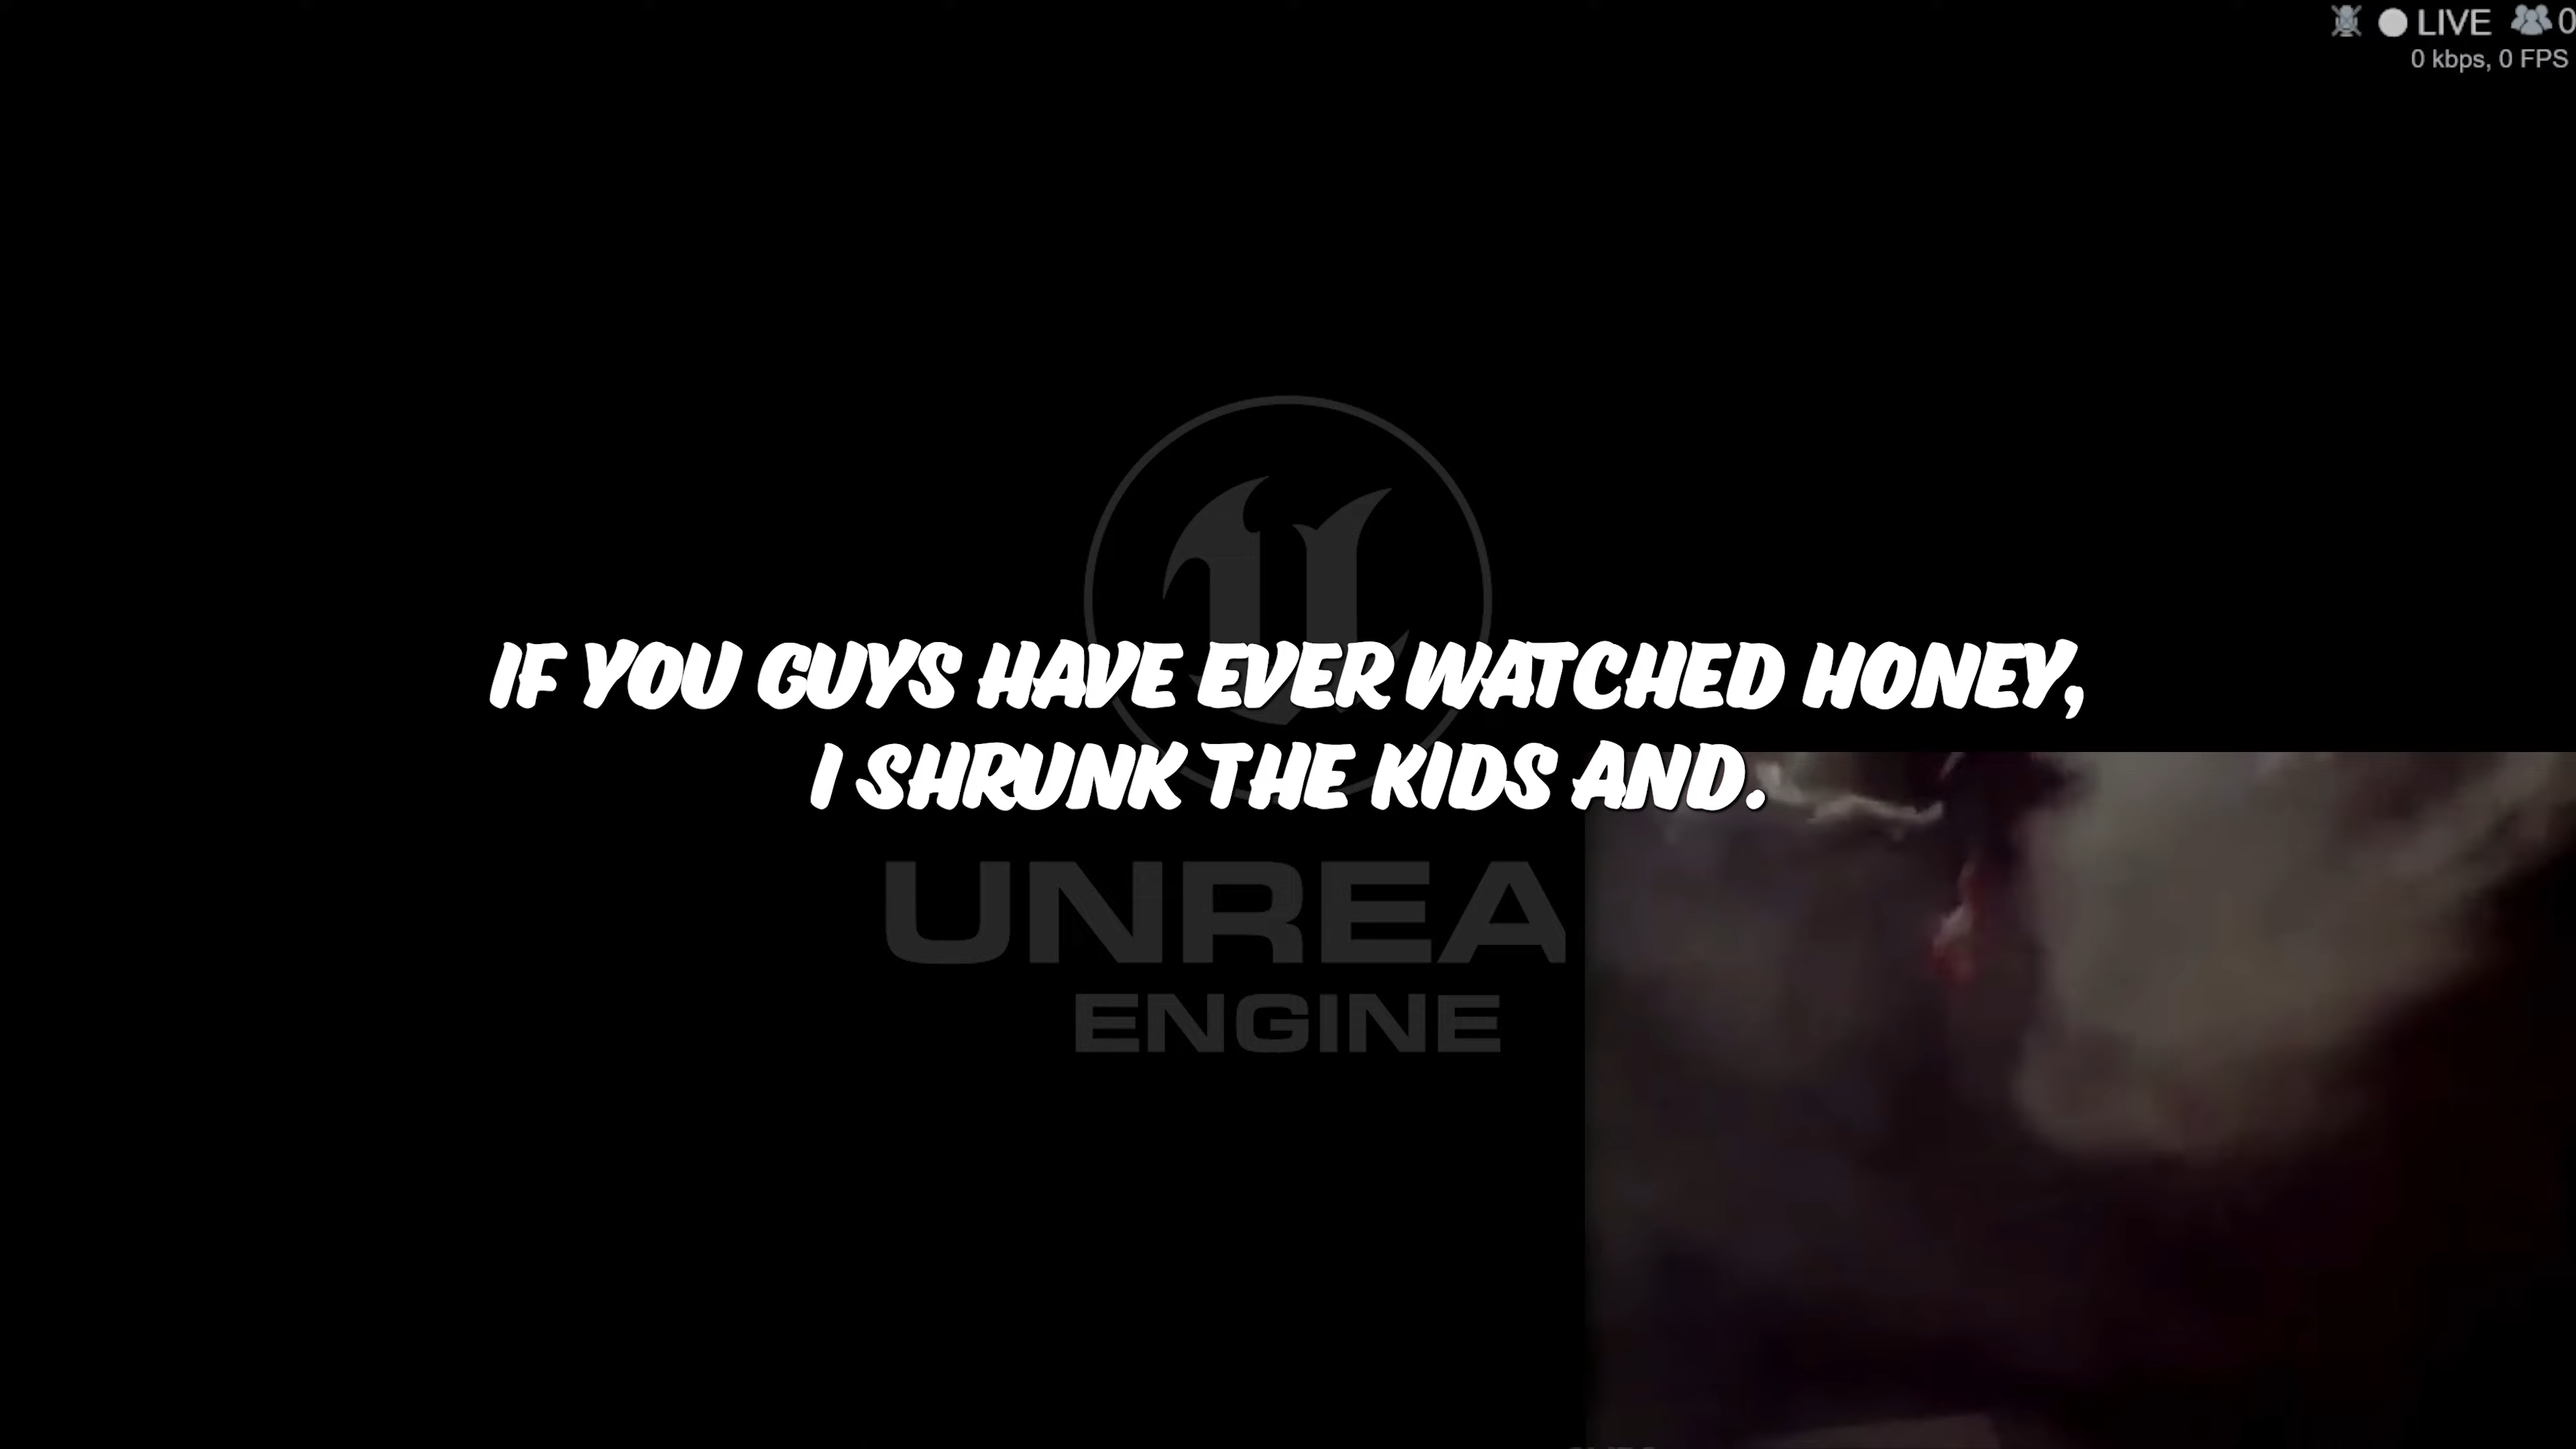 LIVE 0
0 kbps, 0 FPS
IF YOU GUYS HAVE EVER WATCHED HONEY,
I SHRUNK THE KIDS AND.
UNREA
ENGINE